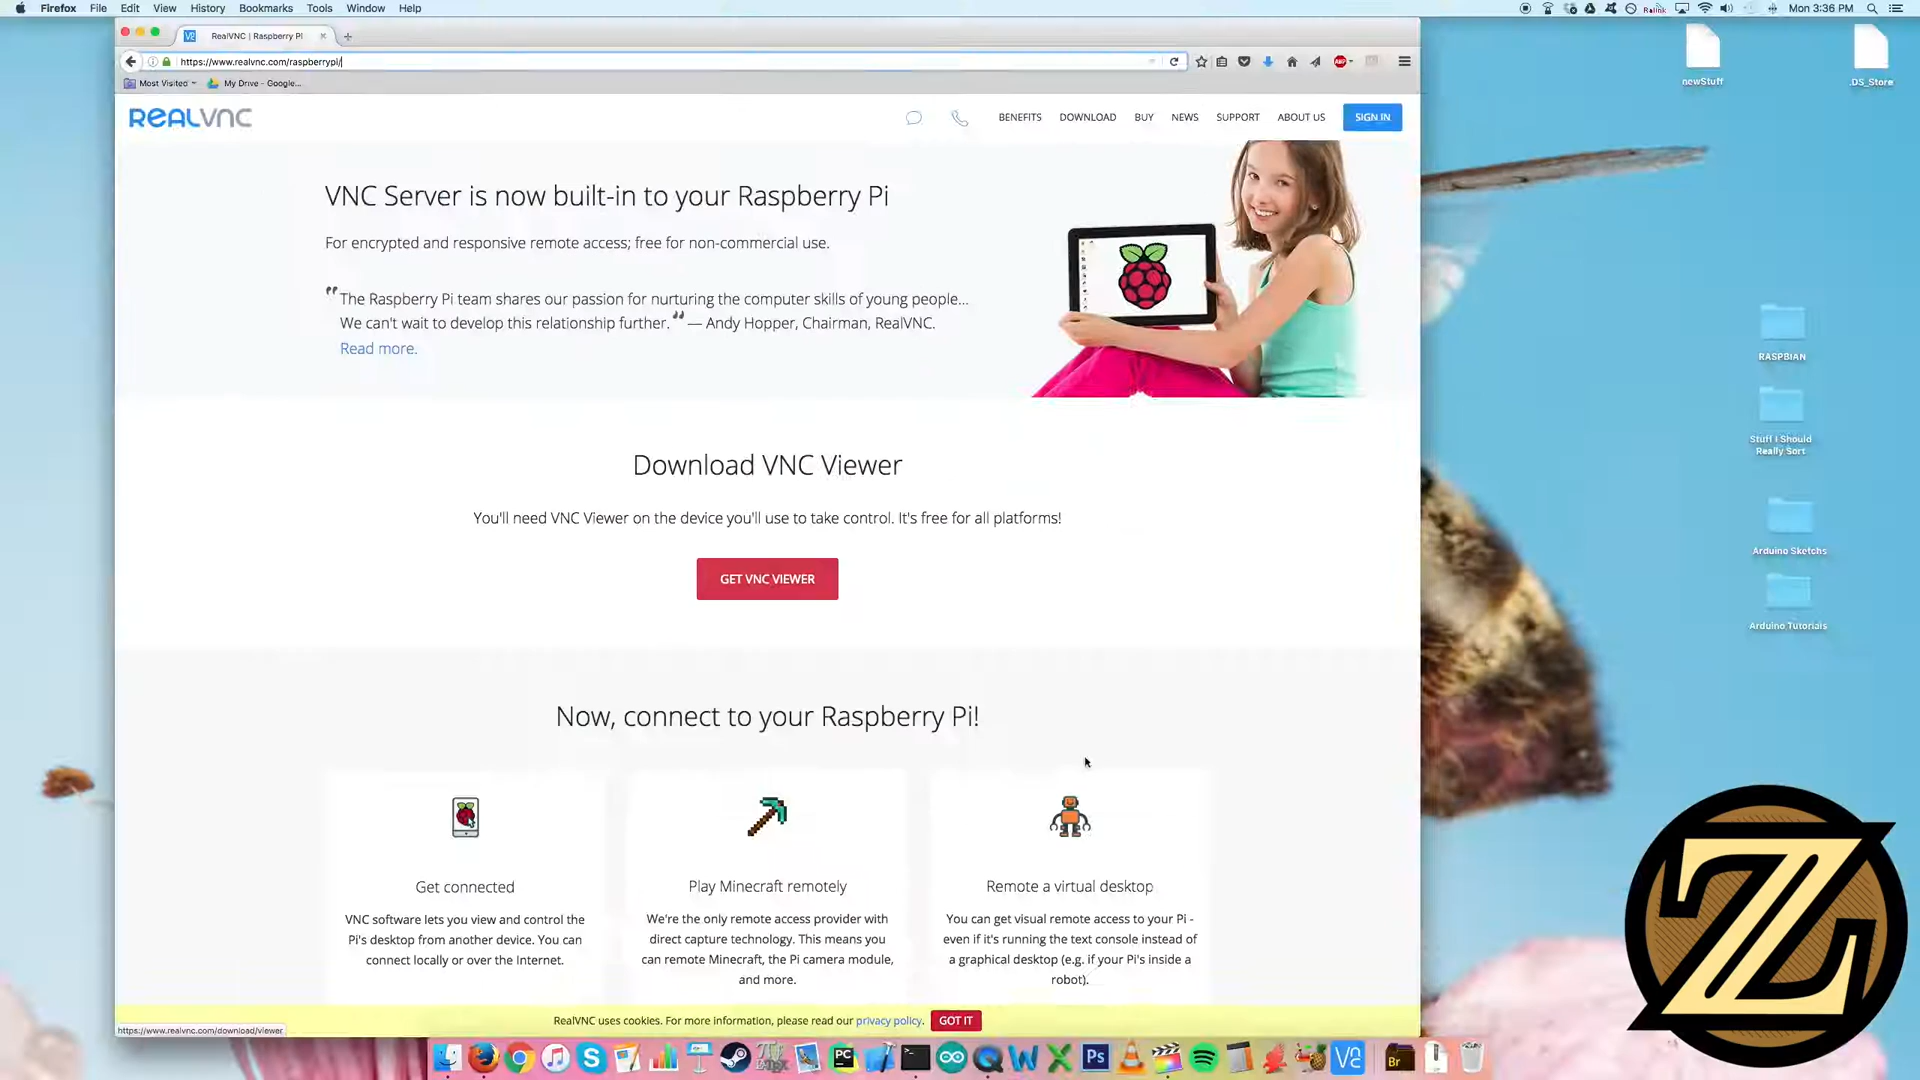 Firefox File Edit View History Bookmarks Tools Window Help
Ralink Mon 3:36 PM
RealVNC | Raspberry Pi
https://www.realvnc.com/raspberrypi/
Most Visited My Drive - Google...
REALVNC
BENEFITS DOWNLOAD BUY NEWS SUPPORT ABOUT US SIGN IN
VNC Server is now built-in to your Raspberry Pi
For encrypted and responsive remote access; free for non-commercial use.
"The Raspberry Pi team shares our passion for nurturing the computer skills of young people...
We can't wait to develop this relationship further." — Andy Hopper, Chairman, RealVNC.
Read more.
Download VNC Viewer
You'll need VNC Viewer on the device you'll use to take control. It's free for all platforms!
GET VNC VIEWER
Now, connect to your Raspberry Pi!
Get connected
VNC software lets you view and control the
Pi's desktop from another device. You can
connect locally or over the Internet.
Play Minecraft remotely
We're the only remote access provider with
direct capture technology. This means you
can remote Minecraft, the Pi camera module,
and more.
Remote a virtual desktop
You can get visual remote access to your Pi -
even if it's running the text console instead of
a graphical desktop (e.g. if your Pi's inside a
robot).
RealVNC uses cookies. For more information, please read our privacy policy. GOT IT
https://www.realvnc.com/download/viewer
newStuff
.DS_Store
RASPBIAN
Stuff I Should
Really Sort
Arduino Sketchs
Arduino Tutorials
PC
W
X
Ps
Br
Z